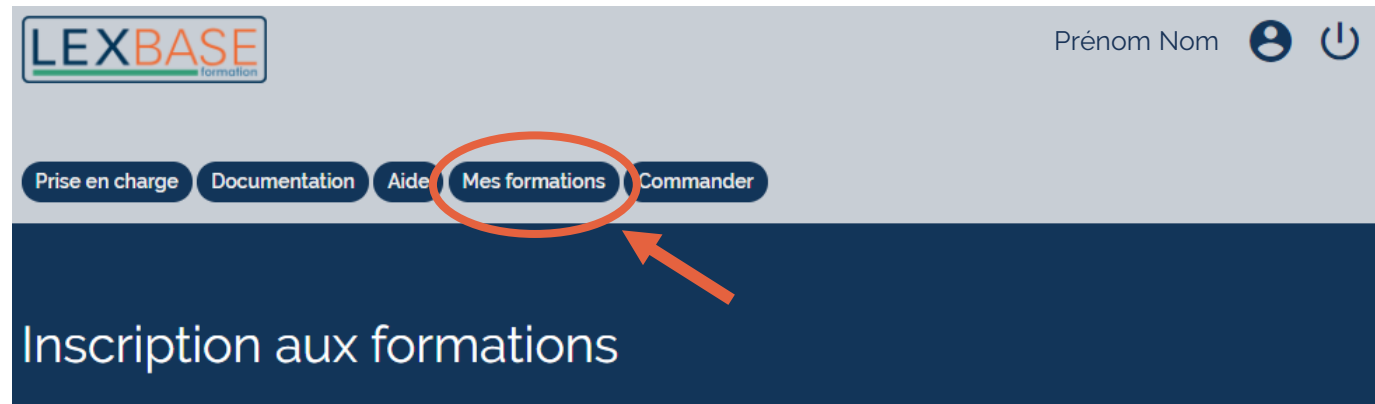 LEXBASE
formation
Prénom Nom
Prise en charge Documentation Aide Mes formations Commander
Inscription aux formations